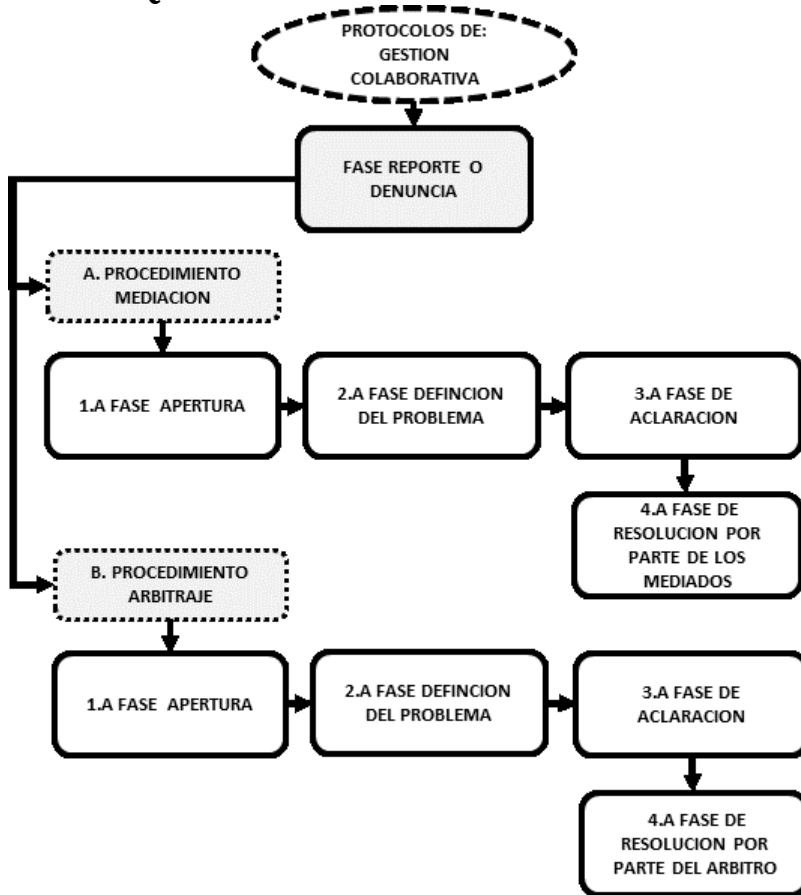 PROTOCOLOS DE:
GESTION
COLABORATIVA
FASE REPORTE O
DENUNCIA
A. PROCEDIMIENTO
MEDIACION
1.A FASE APERTURA
2.A FASE DEFINCION
DEL PROBLEMA
3.A FASE DE
ACLARACION
4.A FASE DE
RESOLUCION POR
PARTE DE LOS
MEDIADOS
B. PROCEDIMIENTO
ARBITRAJE
1.A FASE APERTURA
2.A FASE DEFINCION
DEL PROBLEMA
3.A FASE DE
ACLARACION
4.A FASE DE
RESOLUCION POR
PARTE DEL ARBITRO